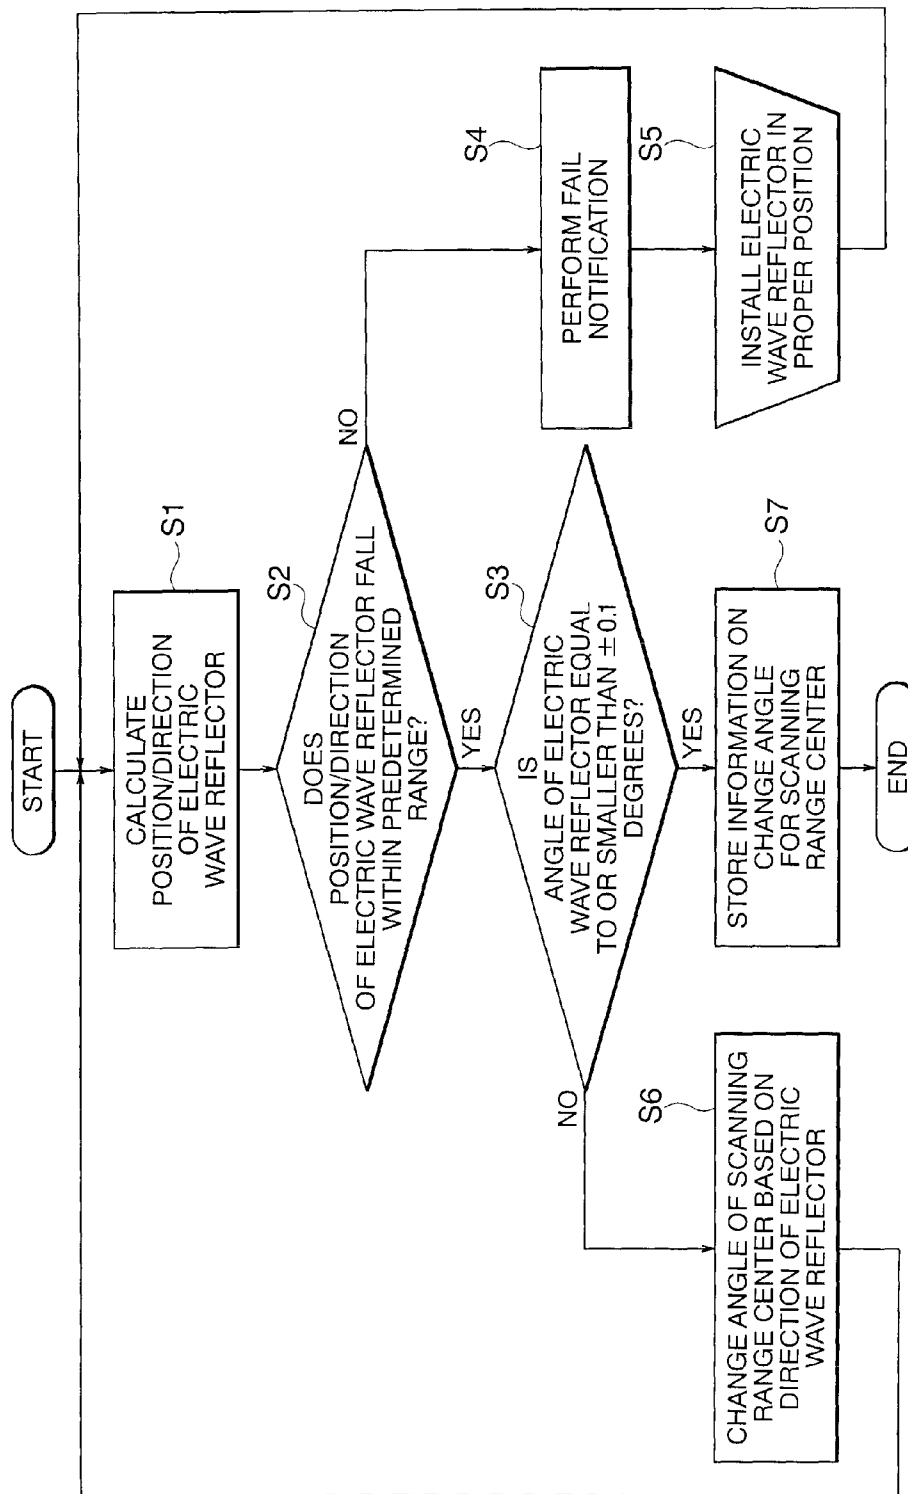 START
S1
CALCULATE
POSITION/DIRECTION
OF ELECTRIC
WAVE REFLECTOR
S2
DOES
POSITION/DIRECTION
OF ELECTRIC WAVE REFLECTOR FALL
WITHIN PREDETERMINED
RANGE?
NO
YES
S3
IS
ANGLE OF ELECTRIC
WAVE REFLECTOR EQUAL
TO OR SMALLER THAN ± 0.1
DEGREES?
NO
YES
S4
PERFORM FAIL
NOTIFICATION
S5
INSTALL ELECTRIC
WAVE REFLECTOR IN
PROPER POSITION
S6
CHANGE ANGLE OF SCANNING
RANGE CENTER BASED ON
DIRECTION OF ELECTRIC
WAVE REFLECTOR
S7
STORE INFORMATION ON
CHANGE ANGLE
FOR SCANNING
RANGE CENTER
END